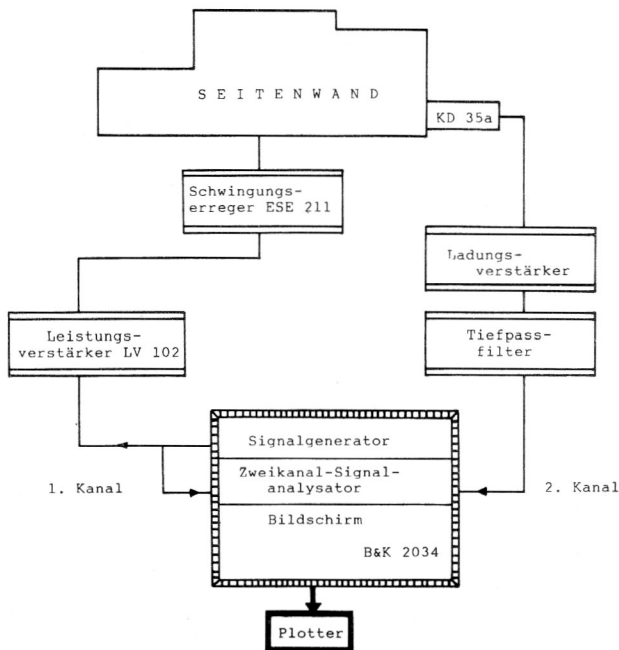 S E I T E N W A N D
KD 35a
Schwingungs-
erreger ESE 211
Ladungs-
verstärker
Leistungs-
verstärker LV 102
Tiefpass-
filter
Signalgenerator
1. Kanal
Zweikanal-Signal-
analysator
2. Kanal
Bildschirm
B&K 2034
Plotter